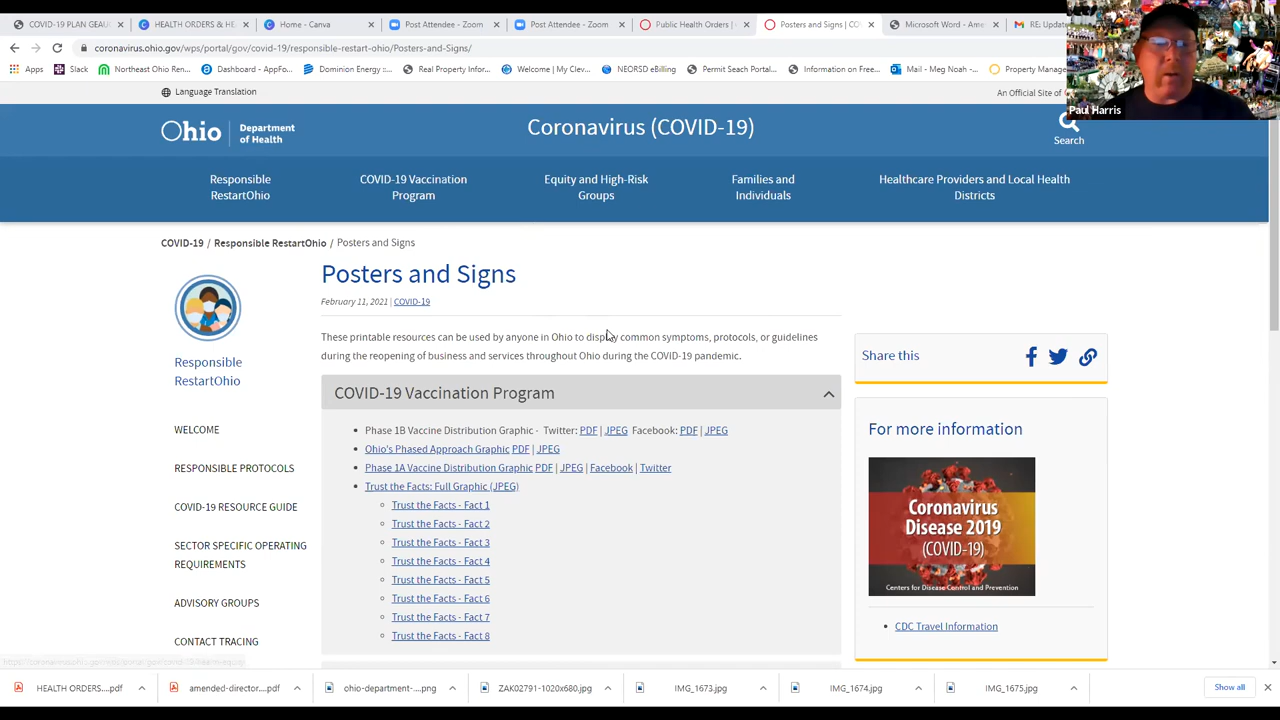 COVID-19 PLAN GEAU
HEALTH ORDERS & HE
Home - Canva
Post Attendee - Zoom
Post Attendee - Zoom
Public Health Orders | C
Posters and Signs | CO
Microsoft Word - Ame
RE: Update
coronavirus.ohio.gov/wps/portal/gov/covid-19/responsible-restart-ohio/Posters-and-Signs/
Apps
Slack
Northeast Ohio Ren...
Dashboard - AppFo...
Dominion Energy :...
Real Property Infor...
Welcome | My Clev...
NEORSD eBilling
Permit Seach Portal...
Information on Free...
Mail - Meg Noah -...
Property Manage
Language Translation
An Official Site of
Paul Harris
Ohio
Department
of Health
Coronavirus (COVID-19)
Search
Responsible
RestartOhio
COVID-19 Vaccination
Program
Equity and High-Risk
Groups
Families and
Individuals
Healthcare Providers and Local Health
Districts
COVID-19 / Responsible RestartOhio / Posters and Signs
Responsible
RestartOhio
WELCOME
RESPONSIBLE PROTOCOLS
COVID-19 RESOURCE GUIDE
SECTOR SPECIFIC OPERATING
REQUIREMENTS
ADVISORY GROUPS
CONTACT TRACING
Posters and Signs
February 11, 2021 | COVID-19
These printable resources can be used by anyone in Ohio to display common symptoms, protocols, or guidelines
during the reopening of business and services throughout Ohio during the COVID-19 pandemic.
COVID-19 Vaccination Program
Phase 1B Vaccine Distribution Graphic - Twitter: PDF | JPEG Facebook: PDF | JPEG
Ohio's Phased Approach Graphic PDF | JPEG
Phase 1A Vaccine Distribution Graphic PDF | JPEG | Facebook | Twitter
Trust the Facts: Full Graphic (JPEG)
Trust the Facts - Fact 1
Trust the Facts - Fact 2
Trust the Facts - Fact 3
Trust the Facts - Fact 4
Trust the Facts - Fact 5
Trust the Facts - Fact 6
Trust the Facts - Fact 7
Trust the Facts - Fact 8
Share this
For more information
Coronavirus
Disease 2019
(COVID-19)
Centers for Disease Control and Prevention
CDC Travel Information
HEALTH ORDERS....pdf
amended-director....pdf
ohio-department-....png
ZAK02791-1020x680.jpg
IMG_1673.jpg
IMG_1674.jpg
IMG_1675.jpg
Show all